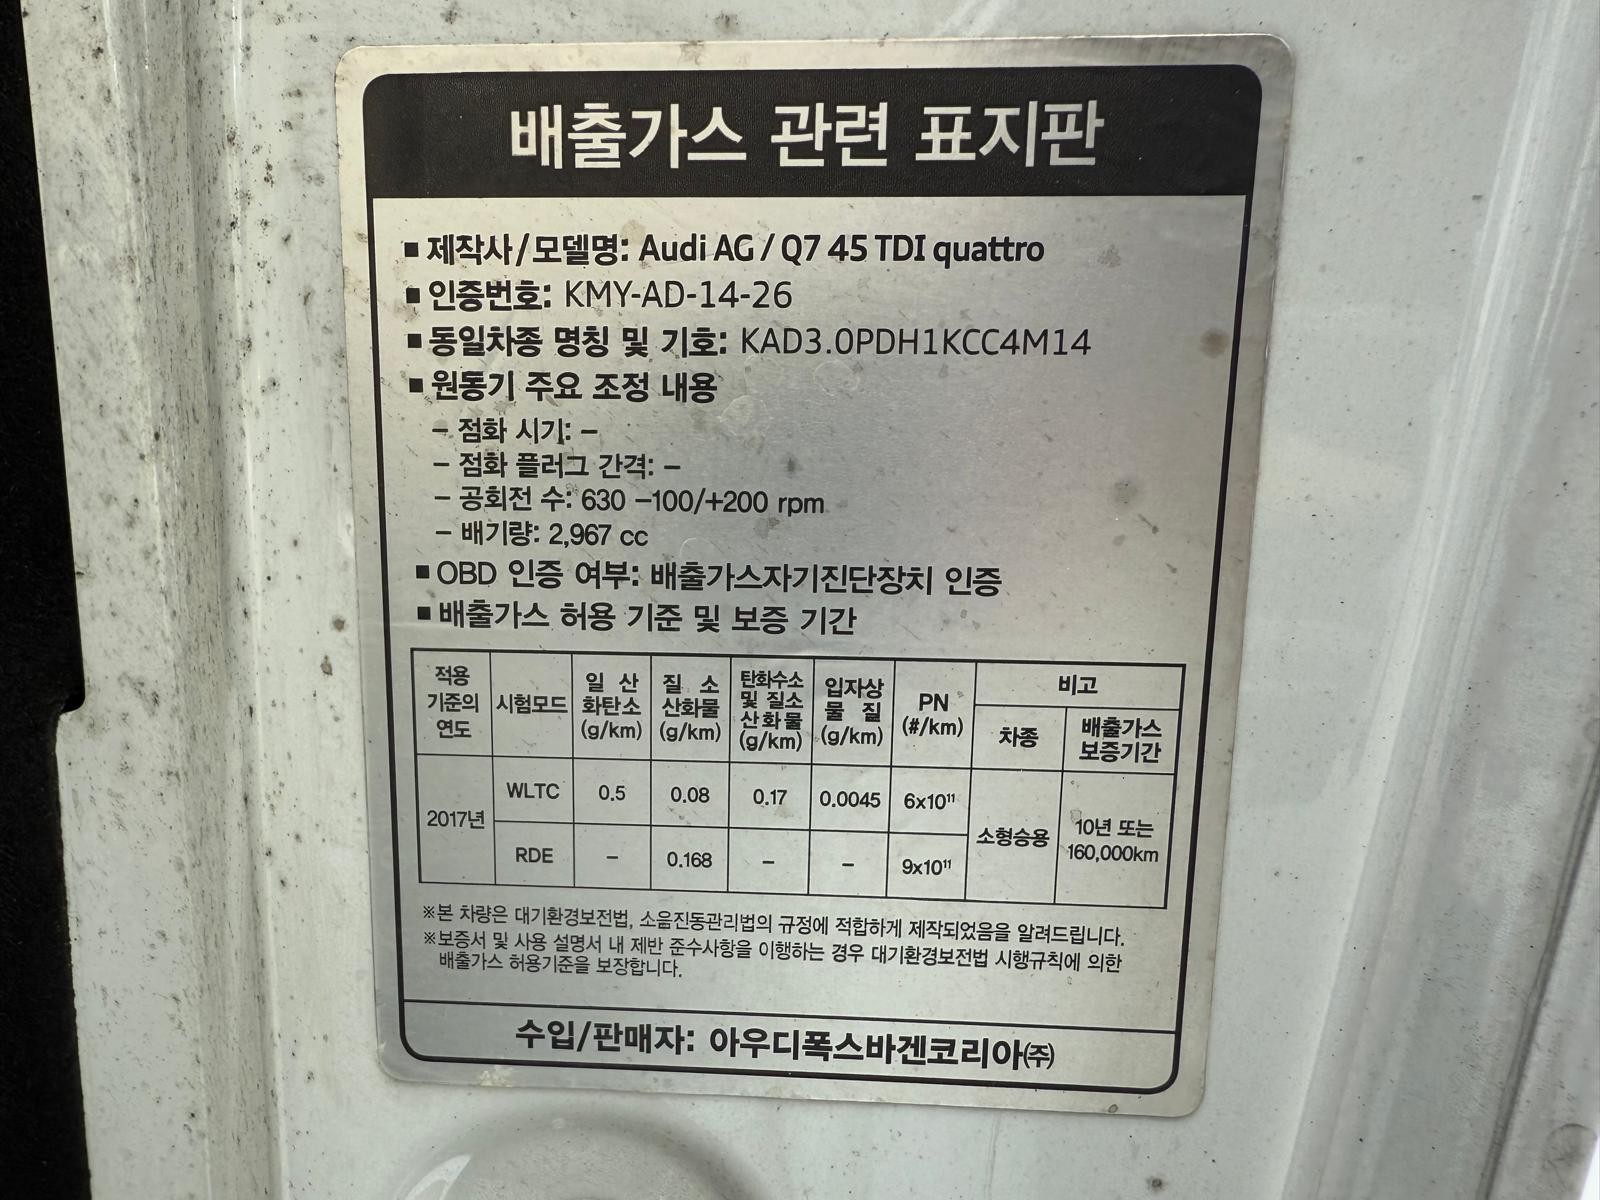 배출가스 관련 표지판
■ 제작사/모델명: Audi AG / Q7 45 TDI quattro
■ 인증번호: KMY-AD-14-26
■ 동일차종 명칭 및 기호: KAD3.0PDH1KCC4M14
■ 원동기 주요 조정 내용
– 점화 시기: –
– 점화 플러그 간격: –
– 공회전 수: 630 –100/+200 rpm
– 배기량: 2,967 cc
■ OBD 인증 여부: 배출가스자기진단장치 인증
■ 배출가스 허용 기준 및 보증 기간
적용 기준의 연도 시험모드 일 산화탄소 (g/km) 질 소 산화물 (g/km) 탄화수소 및 질소 산화물 (g/km) 입자상 물 질 (g/km) PN (#/km) 비고
차종 배출가스 보증기간
2017년 WLTC 0.5 0.08 0.17 0.0045 6x10¹¹ 소형승용 10년 또는 160,000km
RDE – 0.168 – – 9x10¹¹
※본 차량은 대기환경보전법, 소음진동관리법의 규정에 적합하게 제작되었음을 알려드립니다.
※보증서 및 사용 설명서 내 제반 준수사항을 이행하는 경우 대기환경보전법 시행규칙에 의한
배출가스 허용기준을 보장합니다.
수입/판매자: 아우디폭스바겐코리아㈜